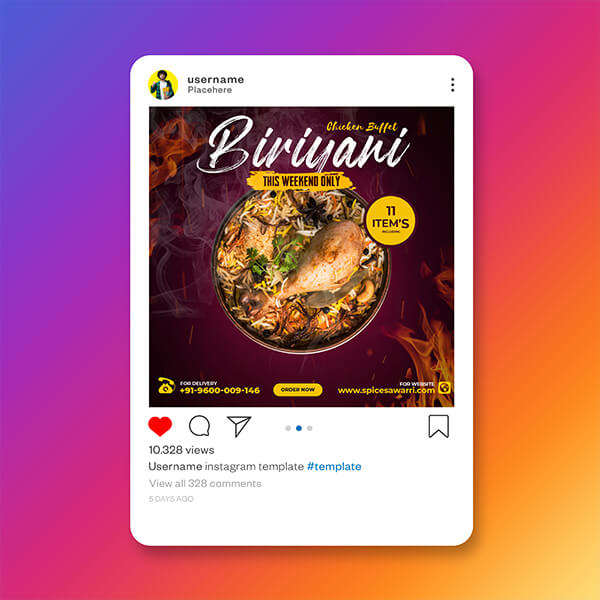 username
Placehere
Chicken Buffet
Biriyani
THIS WEEKEND ONLY
11
ITEM'S
INCLUDING
FOR DELIVERY
+91-9600-009-146
ORDER NOW
FOR WEBSITE
www.spicesawarri.com
10.328 views
Username instagram template #template
View all 328 comments
5 DAYS AGO